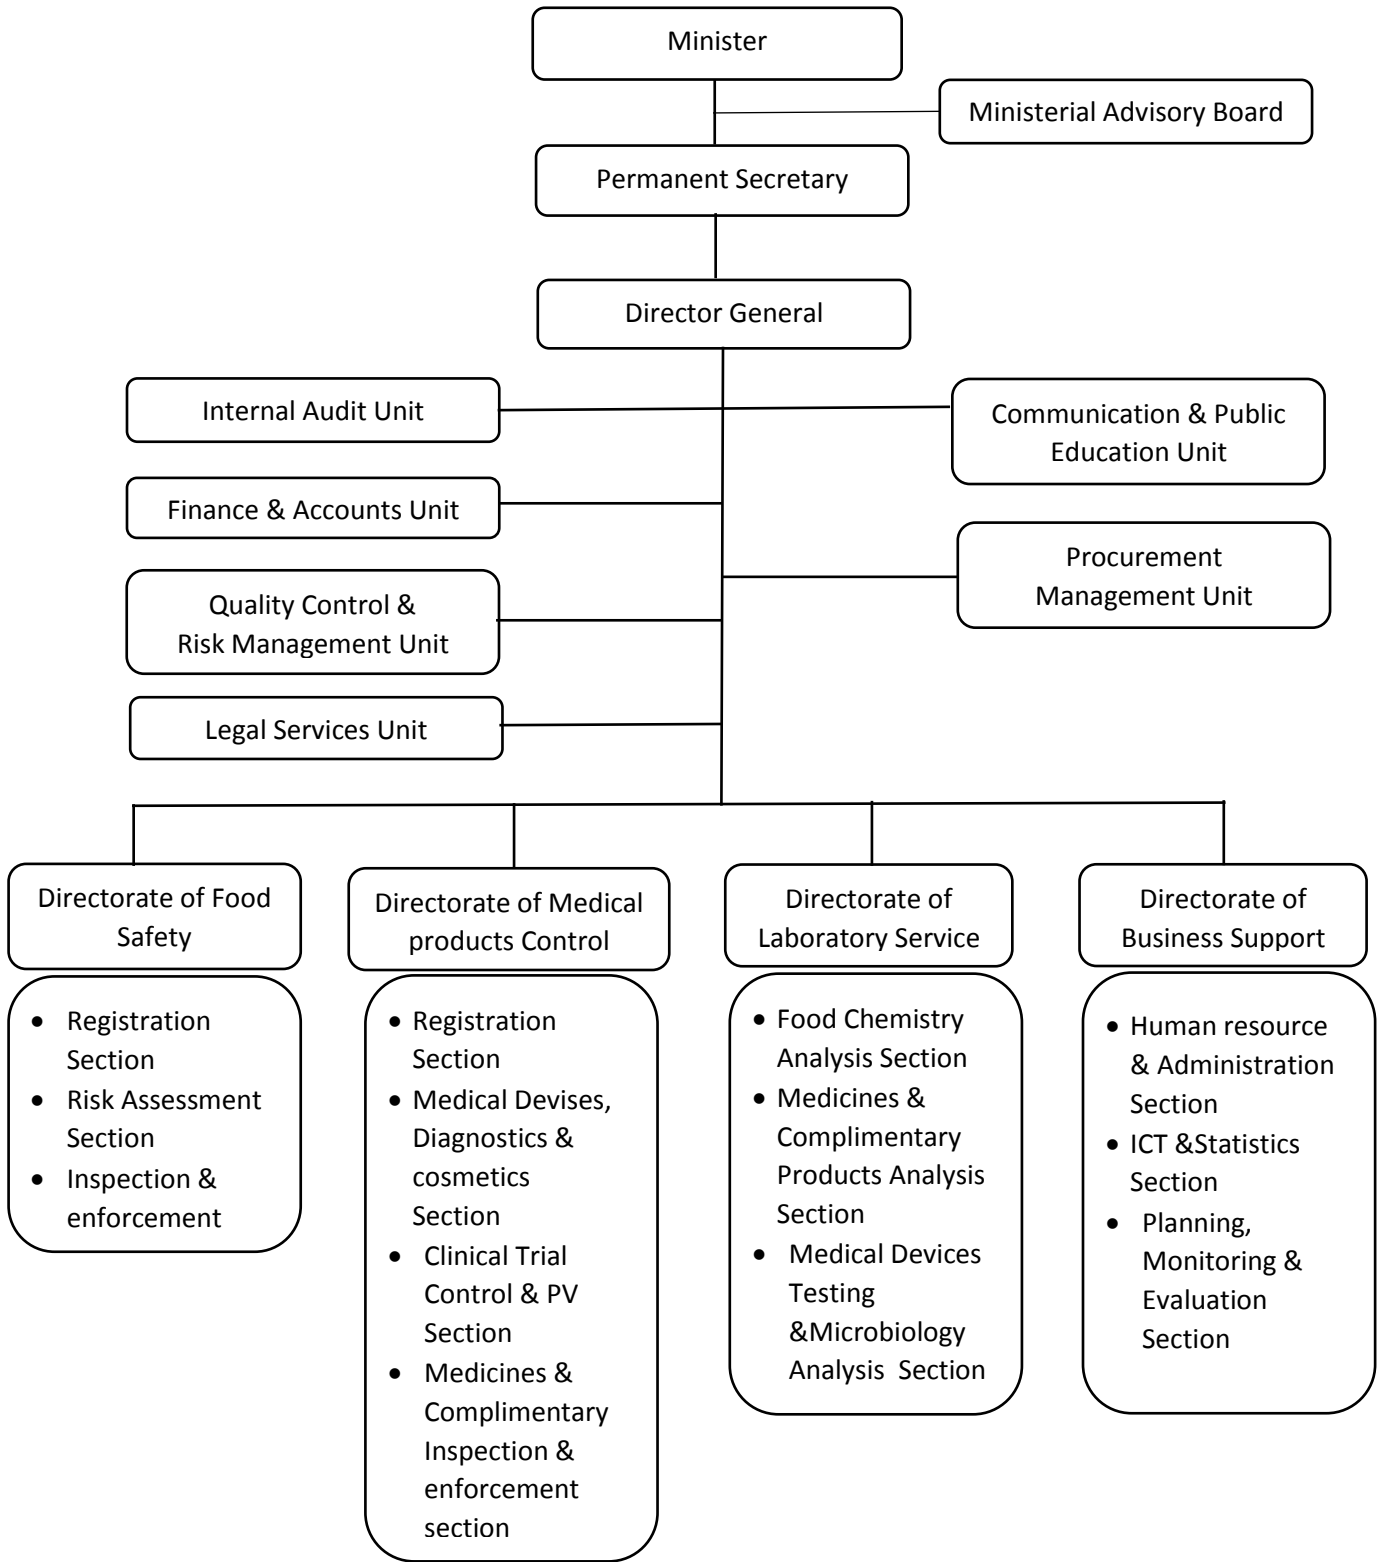 Minister
Ministerial Advisory Board
Permanent Secretary
Director General
Internal Audit Unit
Communication & Public
Education Unit
Finance & Accounts Unit
Procurement
Management Unit
Quality Control &
Risk Management Unit
Legal Services Unit
Directorate of Food
Safety
• Registration
Section
• Risk Assessment
Section
• Inspection &
enforcement
Directorate of Medical
products Control
• Registration
Section
• Medical Devises,
Diagnostics &
cosmetics
Section
• Clinical Trial
Control & PV
Section
• Medicines &
Complimentary
Inspection &
enforcement
section
Directorate of
Laboratory Service
• Food Chemistry
Analysis Section
• Medicines &
Complimentary
Products Analysis
Section
• Medical Devices
Testing
&Microbiology
Analysis Section
Directorate of
Business Support
• Human resource
& Administration
Section
• ICT &Statistics
Section
• Planning,
Monitoring &
Evaluation
Section